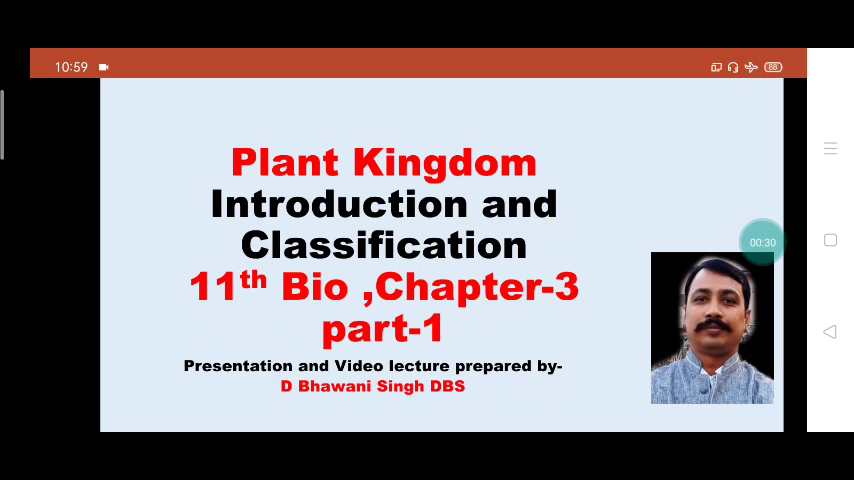 10:59
88
Plant Kingdom
Introduction and
Classification
11th Bio ,Chapter-3
part-1
00:30
Presentation and Video lecture prepared by-
D Bhawani Singh DBS